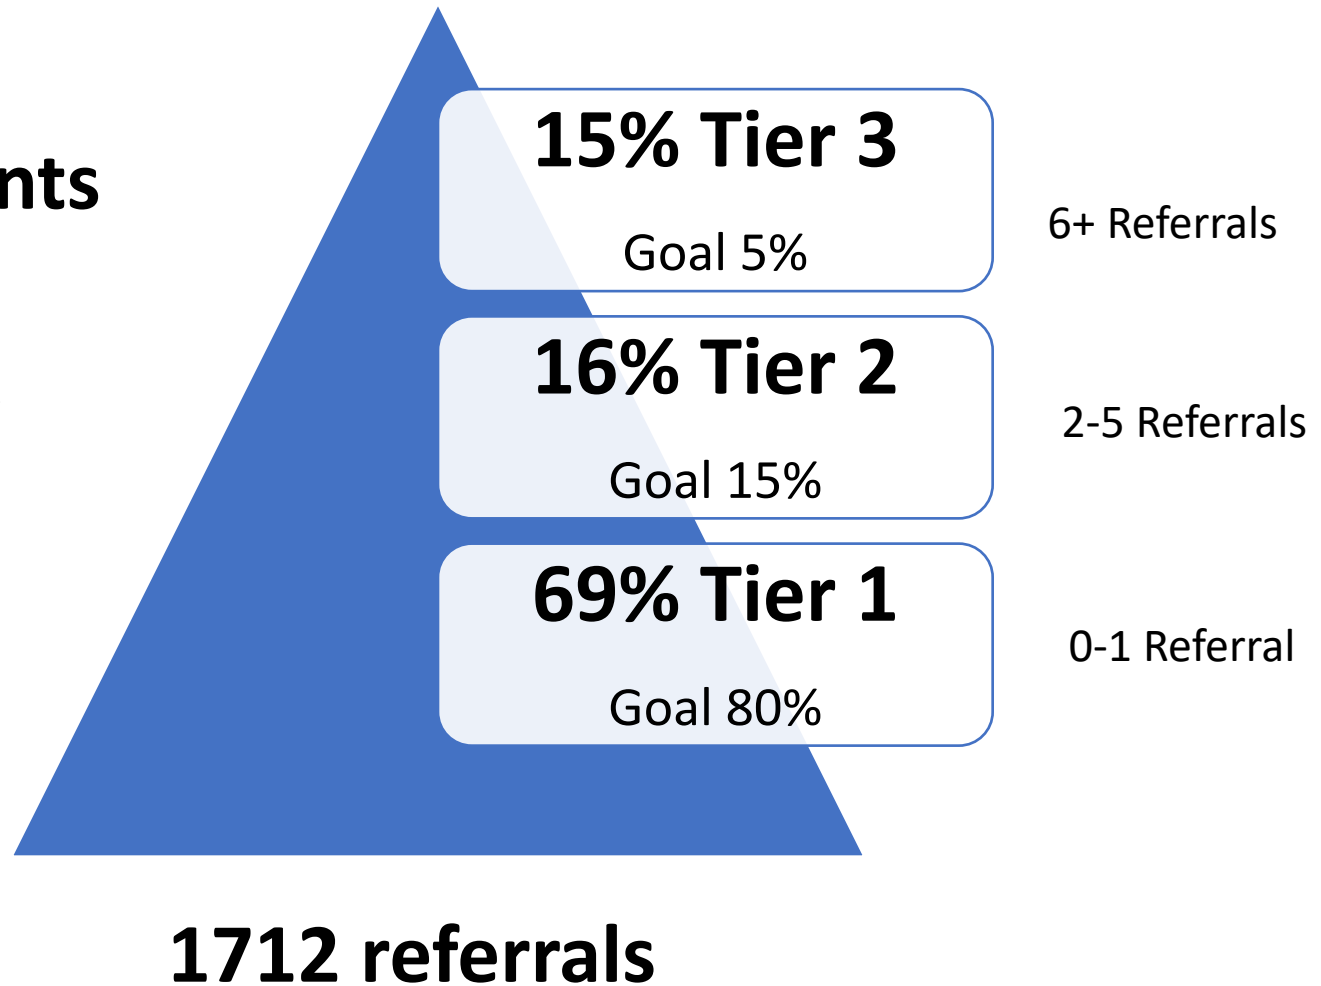 15% Tier 3
nts
6+ Referrals
Goal 5%
16% Tier 2
2-5 Referrals
Goal 15%
69% Tier 1
0-1 Referral
Goal 80%
1712 referrals